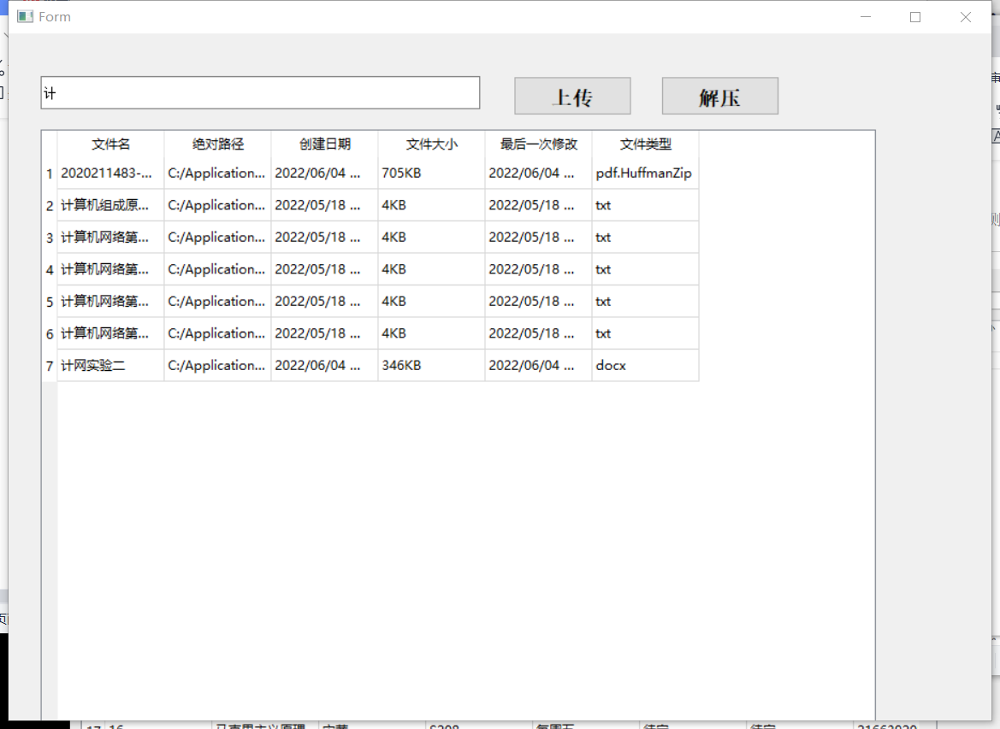 Form
计
上传 解压
文件名 绝对路径 创建日期 文件大小 最后一次修改 文件类型
1 2020211483-... C:/Application... 2022/06/04 ... 705KB 2022/06/04 ... pdf.HuffmanZip
2 计算机组成原... C:/Application... 2022/05/18 ... 4KB 2022/05/18 ... txt
3 计算机网络第... C:/Application... 2022/05/18 ... 4KB 2022/05/18 ... txt
4 计算机网络第... C:/Application... 2022/05/18 ... 4KB 2022/05/18 ... txt
5 计算机网络第... C:/Application... 2022/05/18 ... 4KB 2022/05/18 ... txt
6 计算机网络第... C:/Application... 2022/05/18 ... 4KB 2022/05/18 ... txt
7 计网实验二 C:/Application... 2022/06/04 ... 346KB 2022/06/04 ... docx